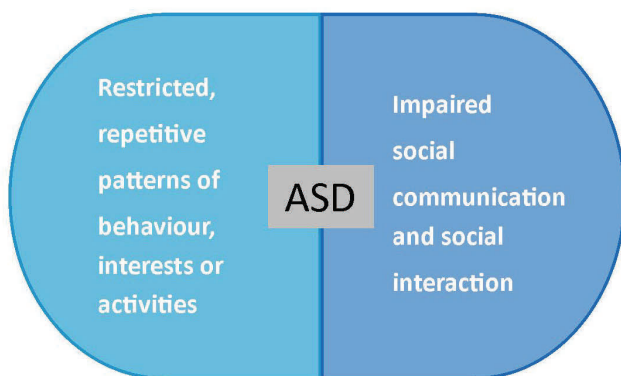 Restricted,
repetitive
patterns of
behaviour,
interests or
activities
ASD
Impaired
social
communication
and social
interaction